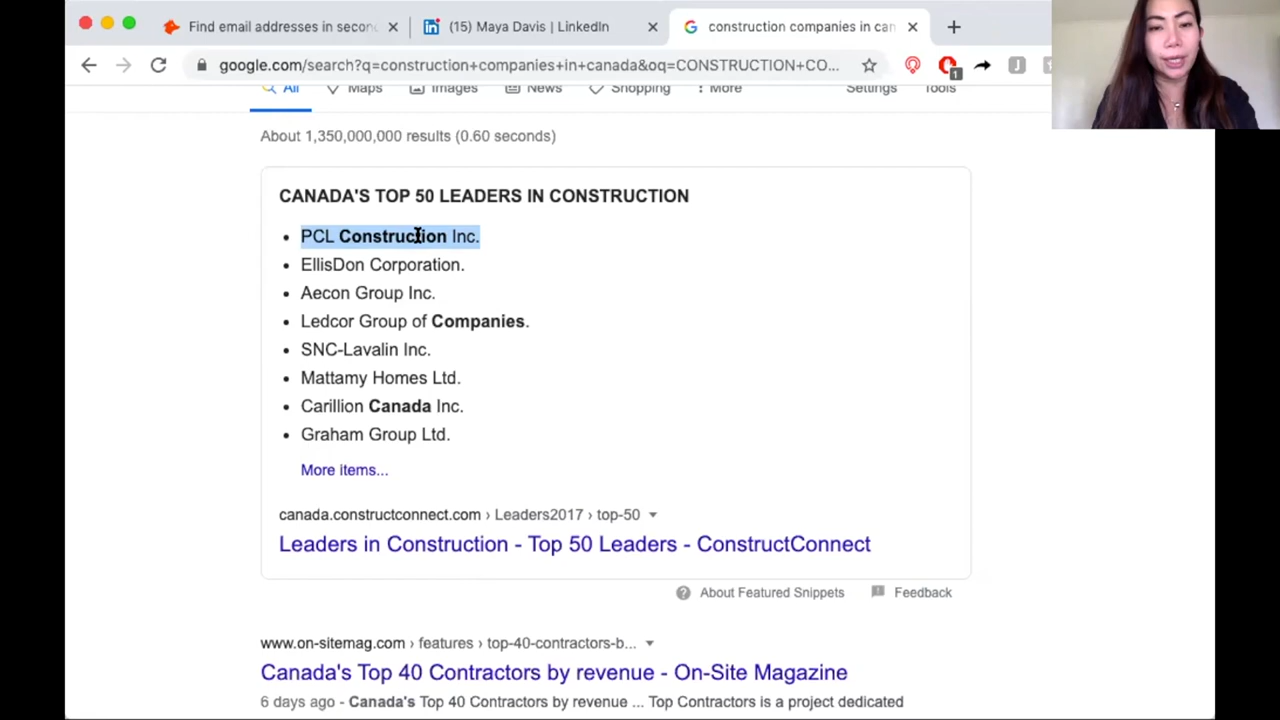 Find email addresses in secon
(15) Maya Davis | LinkedIn
construction companies in can
google.com/search?q=construction+companies+in+canada&oq=CONSTRUCTION+CO...
1
All Maps Images News Shopping More Settings Tools
About 1,350,000,000 results (0.60 seconds)
CANADA'S TOP 50 LEADERS IN CONSTRUCTION
• PCL Construction Inc.
• EllisDon Corporation.
• Aecon Group Inc.
• Ledcor Group of Companies.
• SNC-Lavalin Inc.
• Mattamy Homes Ltd.
• Carillion Canada Inc.
• Graham Group Ltd.
More items...
canada.constructconnect.com › Leaders2017 › top-50
Leaders in Construction - Top 50 Leaders - ConstructConnect
About Featured Snippets Feedback
www.on-sitemag.com › features › top-40-contractors-b...
Canada's Top 40 Contractors by revenue - On-Site Magazine
6 days ago - Canada's Top 40 Contractors by revenue ... Top Contractors is a project dedicated